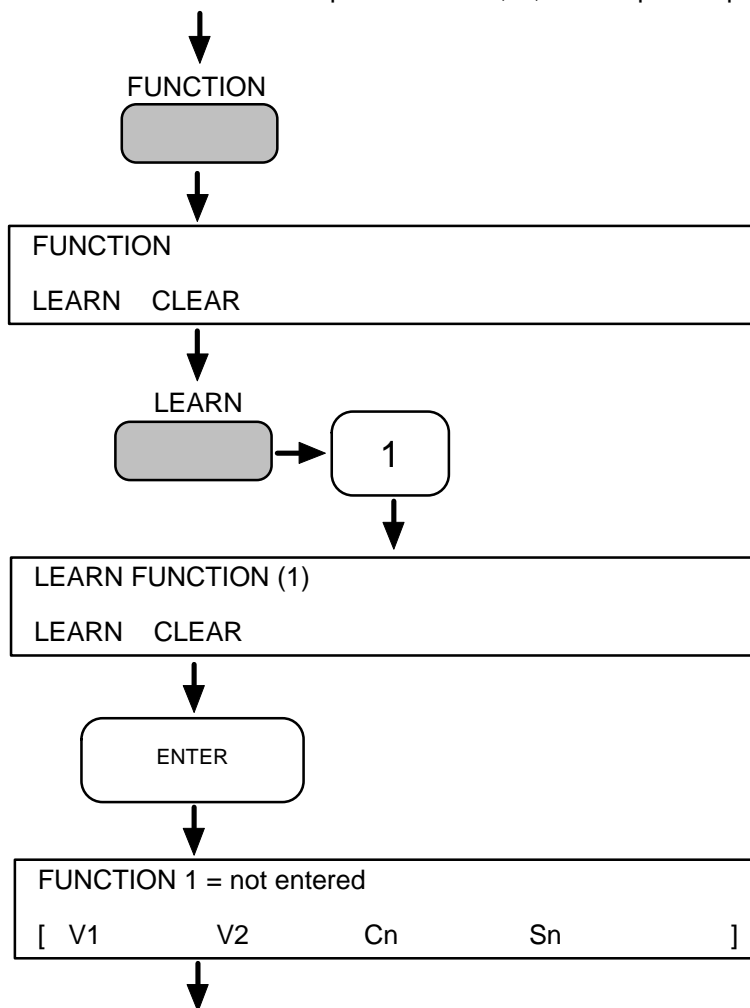 FUNCTION
FUNCTION
LEARN CLEAR
LEARN
1
LEARN FUNCTION (1)
LEARN CLEAR
ENTER
FUNCTION 1 = not entered
[ V1 V2 Cn Sn ]